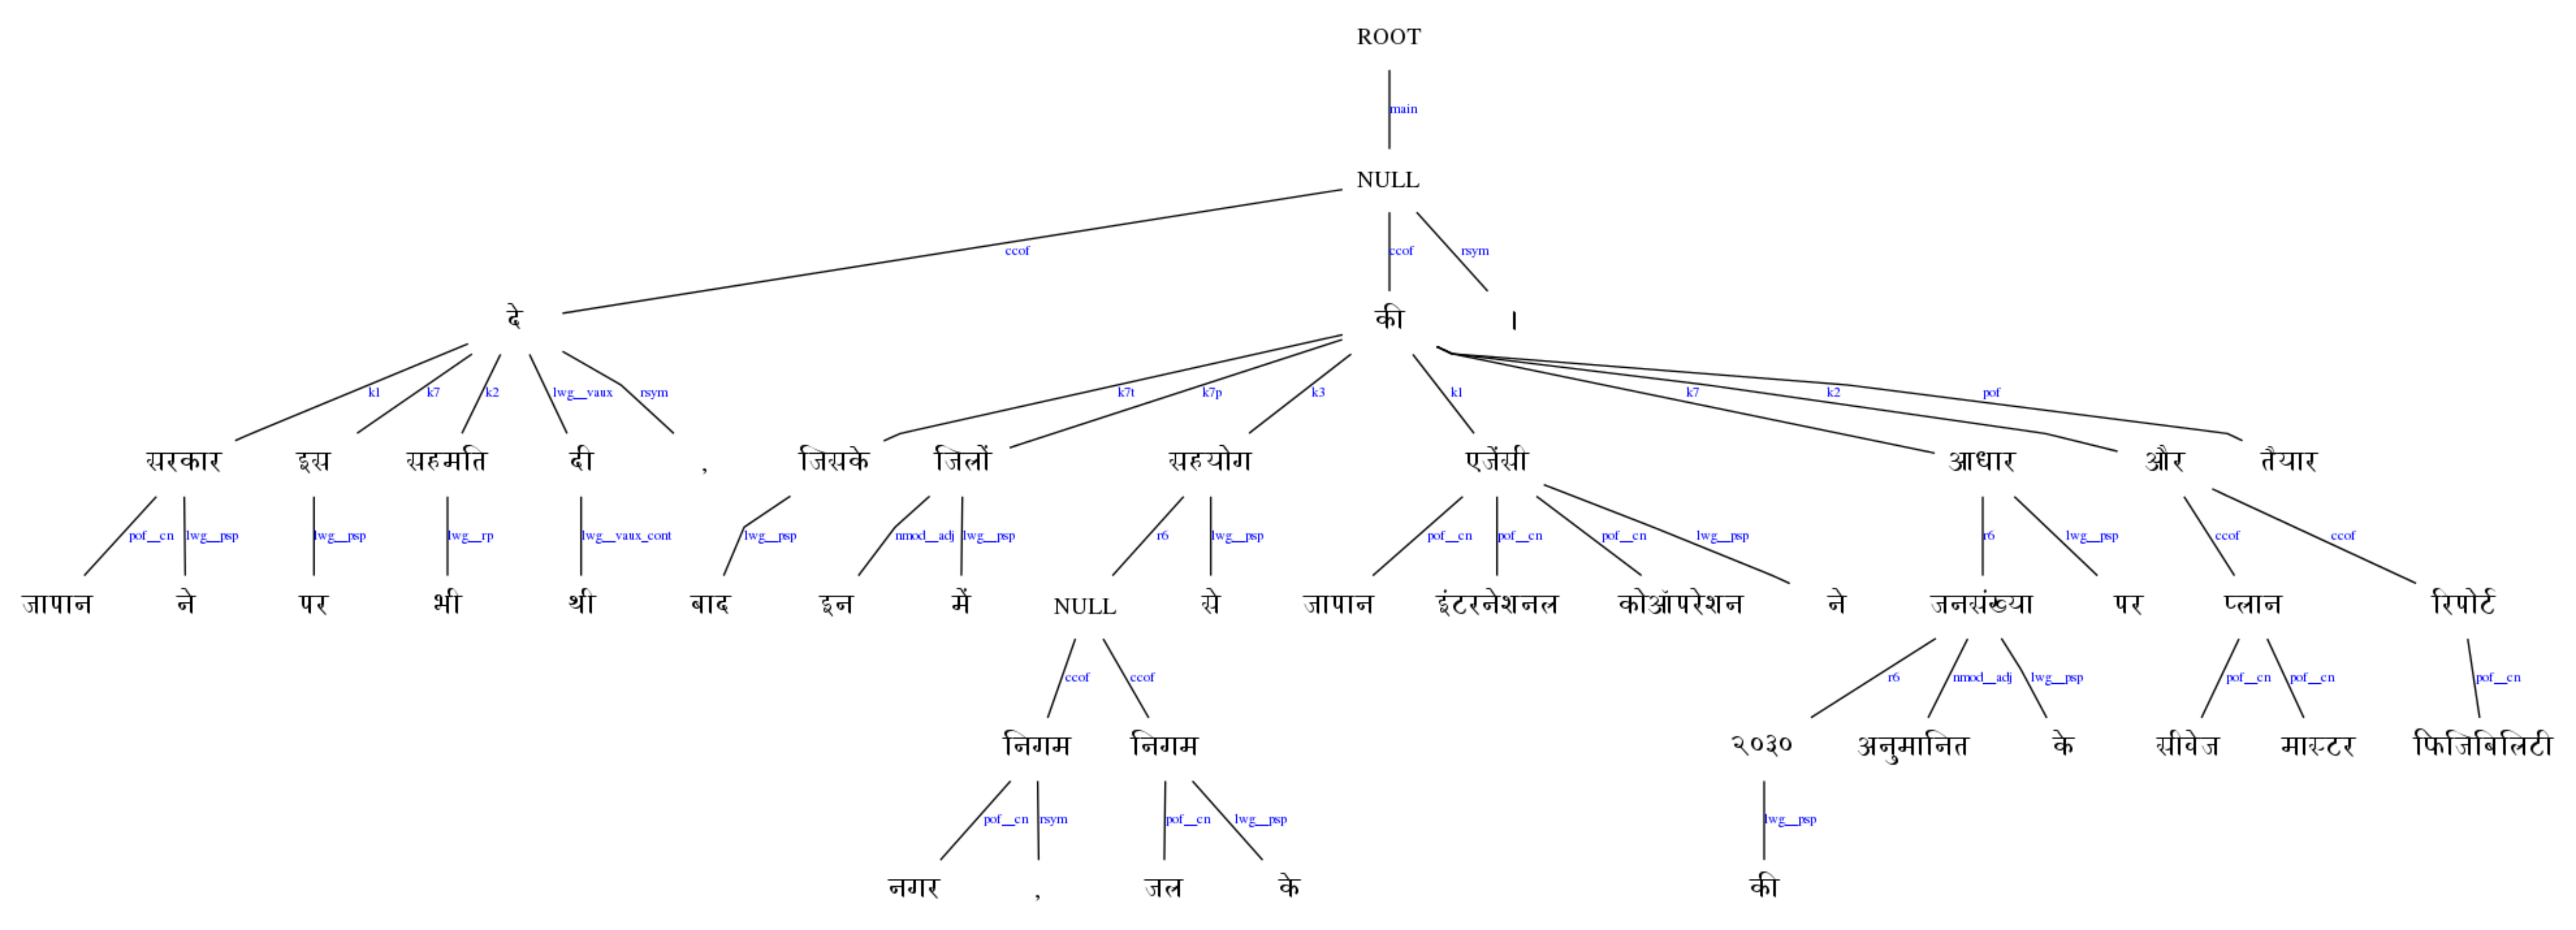 ROOT
main
NULL
ccof ccof rsym
दे की ।
k1 k7 k2 lwg__vaux rsym k7t k7p k3 k1 k7 k2 pof
सरकार इस सहमति दी , जिसके जिलों सहयोग एजेंसी आधार और तैयार
pof__cn lwg__psp lwg__psp lwg__rp lwg__vaux_cont lwg__psp nmod__adj lwg__psp r6 lwg__psp pof__cn pof__cn pof__cn lwg__psp r6 lwg__psp ccof ccof
जापान ने पर भी थी बाद इन में NULL से जापान इंटरनेशनल कोऑपरेशन ने जनसंख्या पर प्लान रिपोर्ट
ccof ccof r6 nmod__adj lwg__psp pof__cn pof__cn pof__cn
निगम निगम २०३० अनुमानित के सीवेज मास्टर फिजिबिलिटी
pof__cn rsym pof__cn lwg__psp lwg__psp
नगर , जल के की